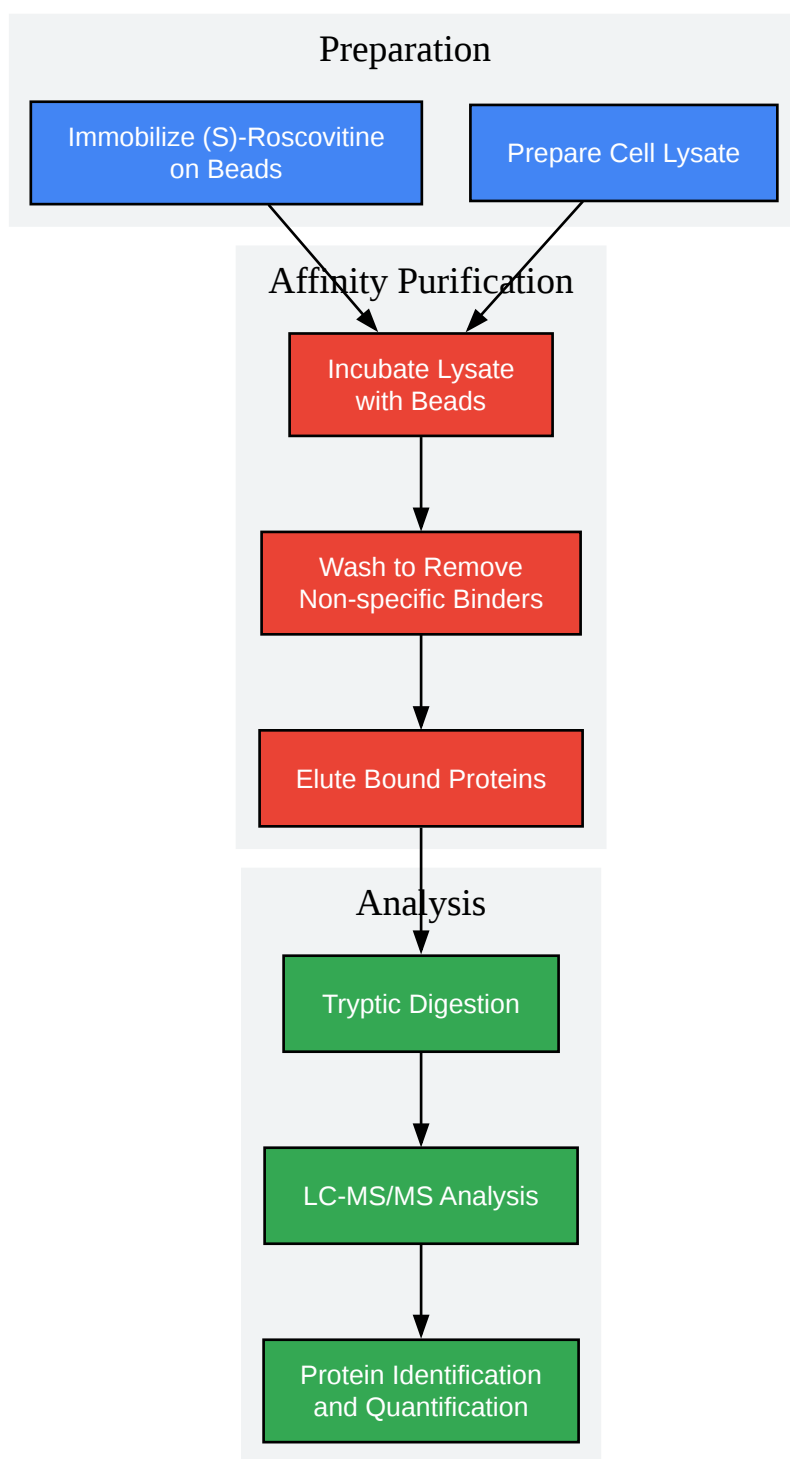 Preparation
Immobilize (S)-Roscovitine
on Beads
Prepare Cell Lysate
Affinity Purification
Incubate Lysate
with Beads
Wash to Remove
Non-specific Binders
Elute Bound Proteins
Analysis
Tryptic Digestion
LC-MS/MS Analysis
Protein Identification
and Quantification